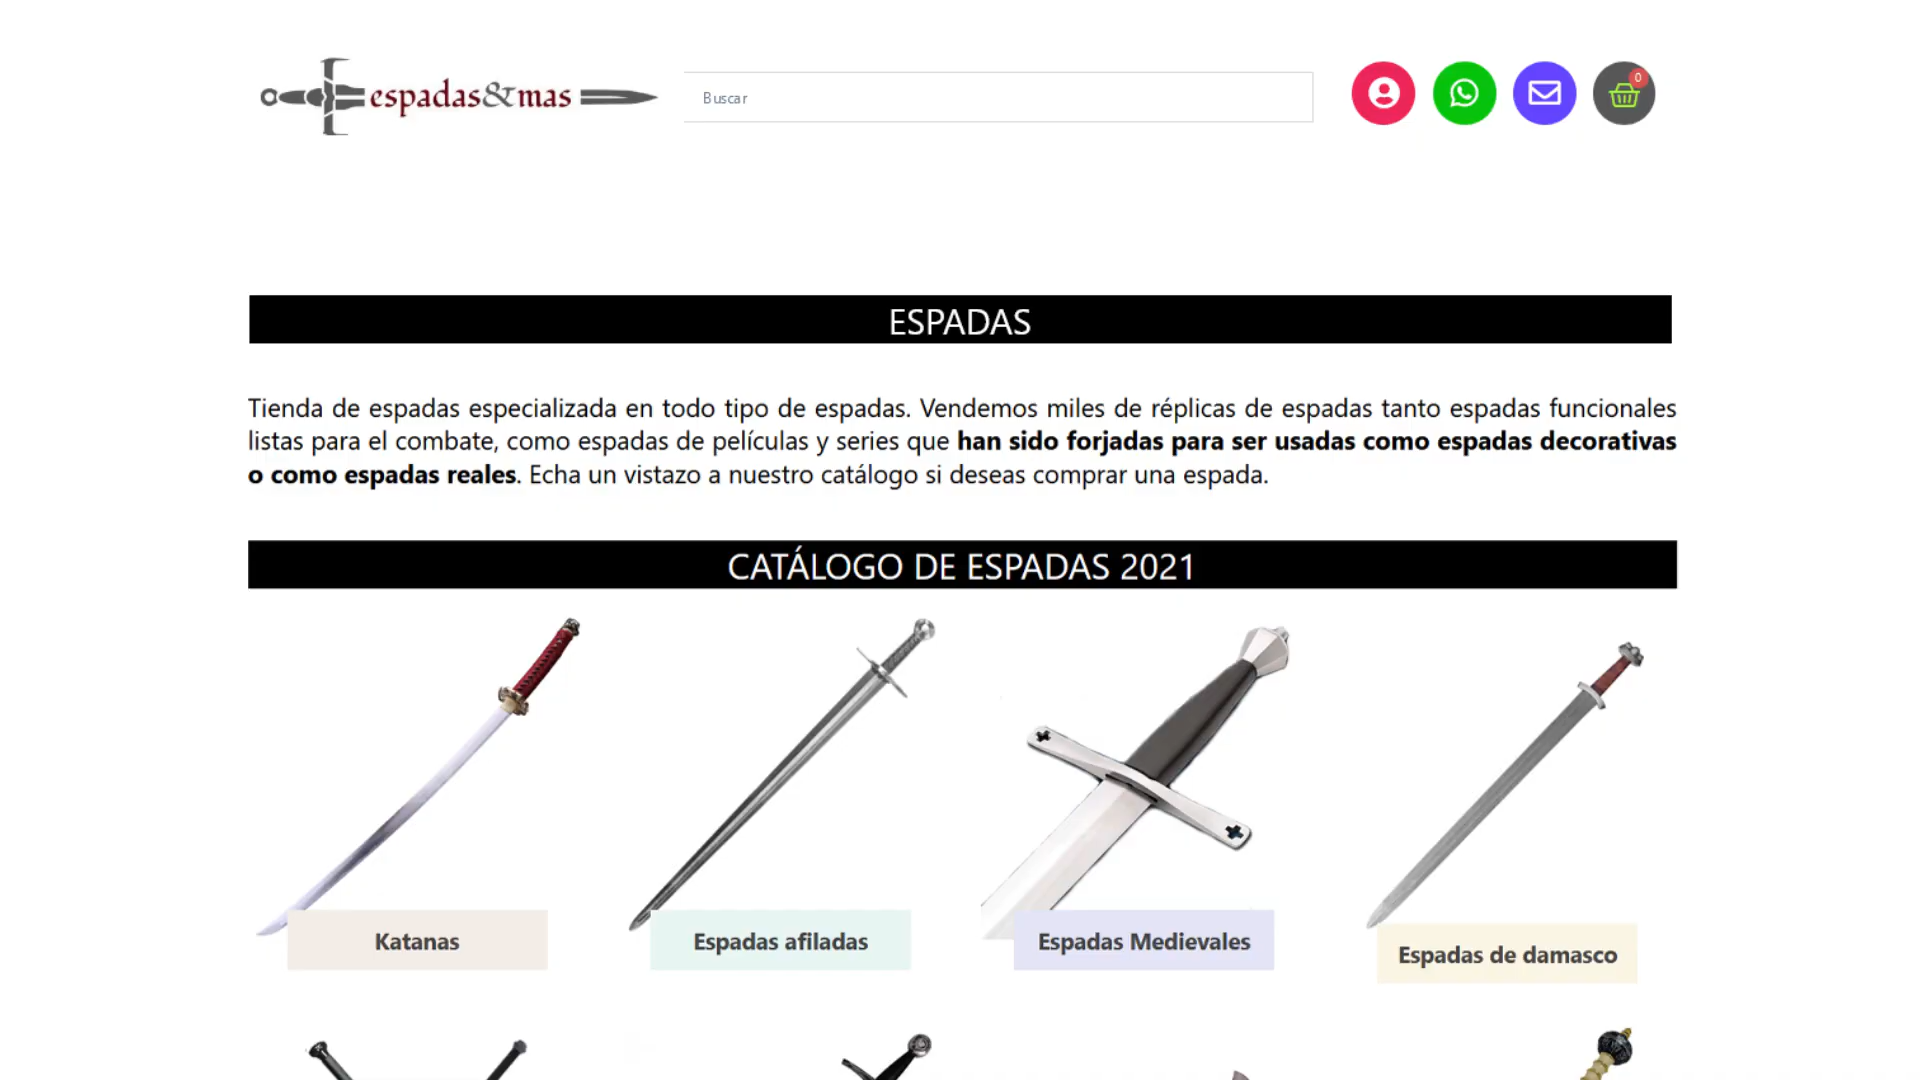 espadas&mas
Buscar
0
ESPADAS
Tienda de espadas especializada en todo tipo de espadas. Vendemos miles de réplicas de espadas tanto espadas funcionales
listas para el combate, como espadas de películas y series que han sido forjadas para ser usadas como espadas decorativas
o como espadas reales. Echa un vistazo a nuestro catálogo si deseas comprar una espada.
CATÁLOGO DE ESPADAS 2021
Katanas
Espadas afiladas
Espadas Medievales
Espadas de damasco